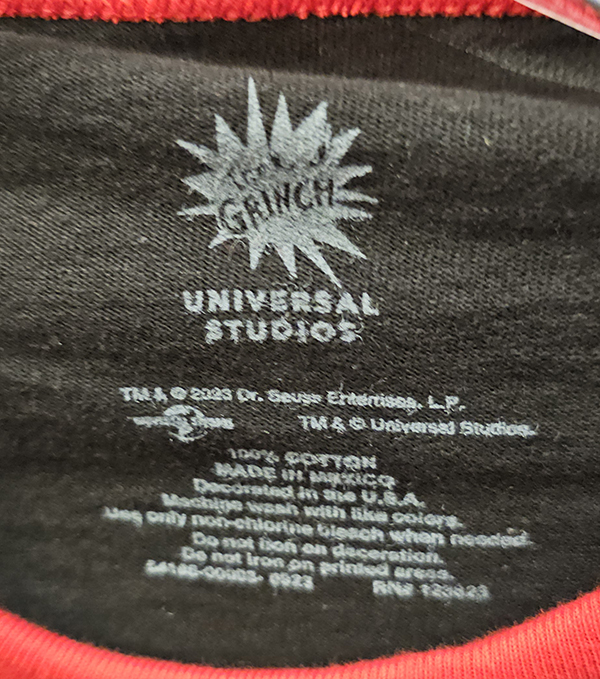 The
GRINCH
UNIVERSAL
STUDIOS
TM & © 2023 Dr. Seuss Enterprises, L.P.
TM & © Universal Studios.
100% COTTON
MADE IN MEXICO
Decorated in the U.S.A.
Machine wash with like colors.
Use only non-chlorine bleach when needed.
Do not iron on decoration.
Do not iron on printed areas.
0923
RN#